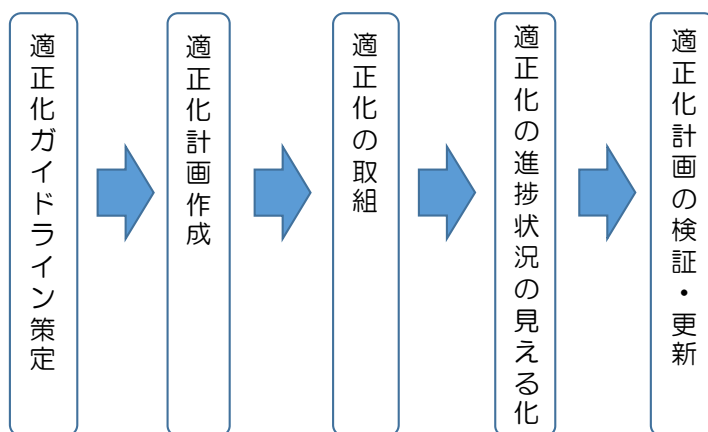 適正化ガイドライン策定
適正化計画作成
適正化の取組
適正化の進捗状況の見える化
適正化計画の検証・更新